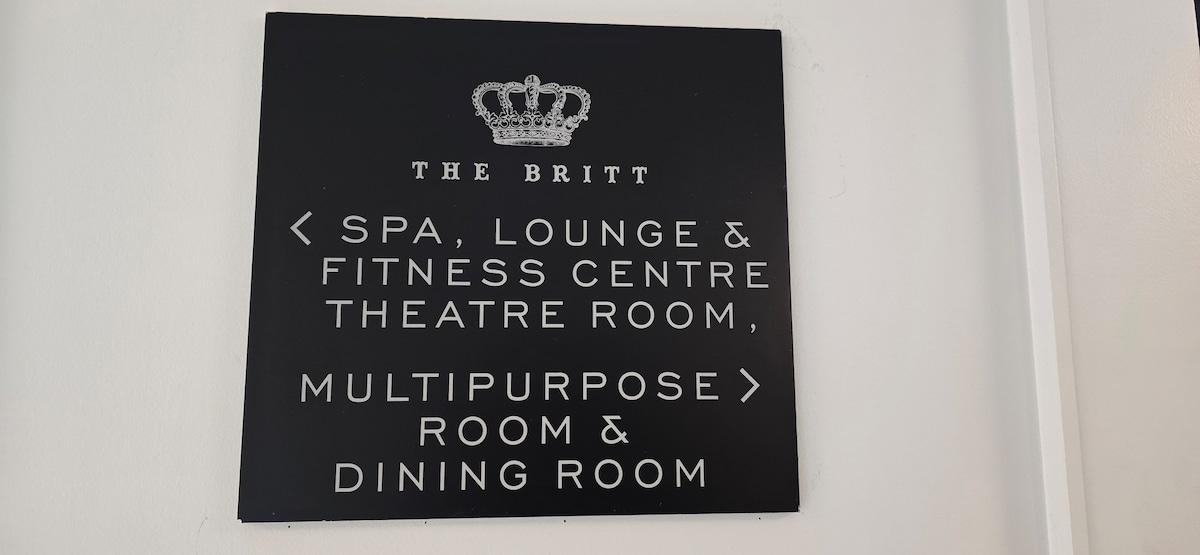 THE BRITT
< SPA, LOUNGE &
FITNESS CENTRE
THEATRE ROOM,
MULTIPURPOSE >
ROOM &
DINING ROOM